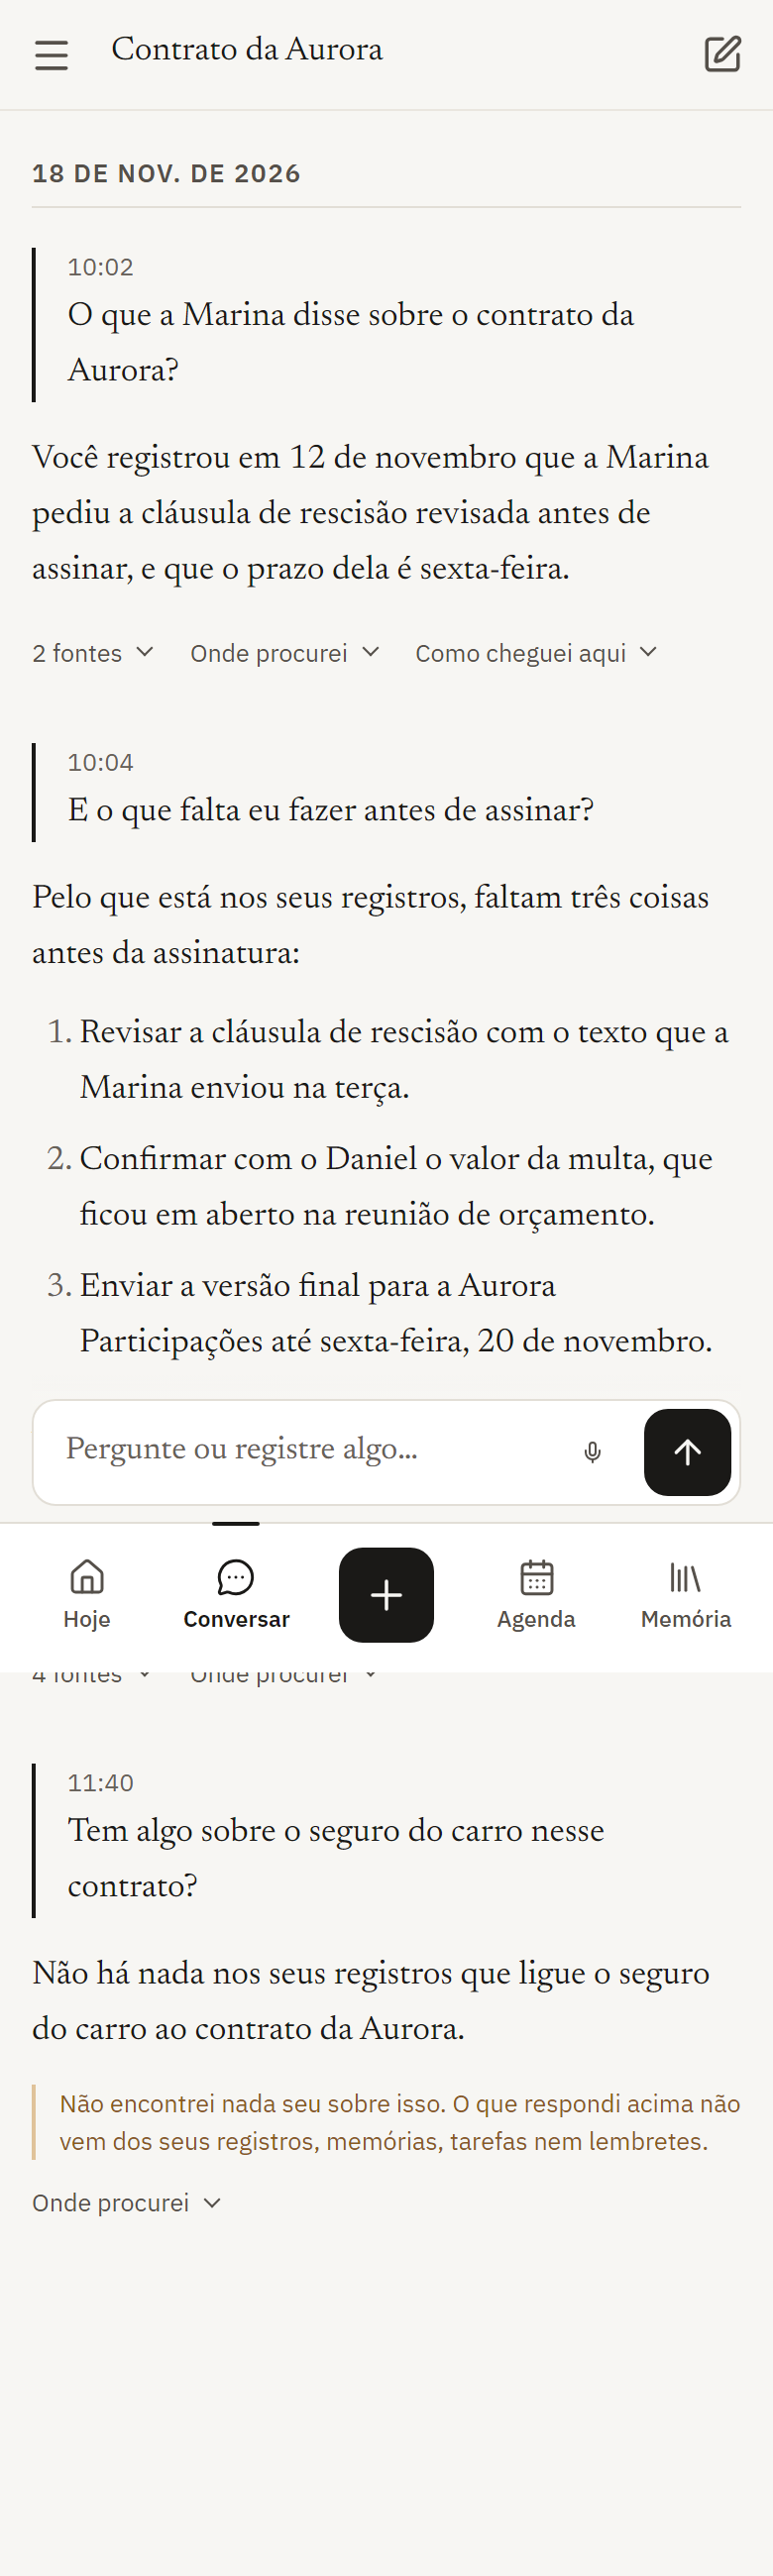 Contrato da Aurora
18 DE NOV. DE 2026
10:02
O que a Marina disse sobre o contrato da
Aurora?
Você registrou em 12 de novembro que a Marina
pediu a cláusula de rescisão revisada antes de
assinar, e que o prazo dela é sexta-feira.
2 fontes Onde procurei Como cheguei aqui
10:04
E o que falta eu fazer antes de assinar?
Pelo que está nos seus registros, faltam três coisas
antes da assinatura:
1. Revisar a cláusula de rescisão com o texto que a
Marina enviou na terça.
2. Confirmar com o Daniel o valor da multa, que
ficou em aberto na reunião de orçamento.
3. Enviar a versão final para a Aurora
Participações até sexta-feira, 20 de novembro.
Pergunte ou registre algo...
Hoje Conversar Agenda Memória
4 fontes Onde procurei
11:40
Tem algo sobre o seguro do carro nesse
contrato?
Não há nada nos seus registros que ligue o seguro
do carro ao contrato da Aurora.
Não encontrei nada seu sobre isso. O que respondi acima não
vem dos seus registros, memórias, tarefas nem lembretes.
Onde procurei